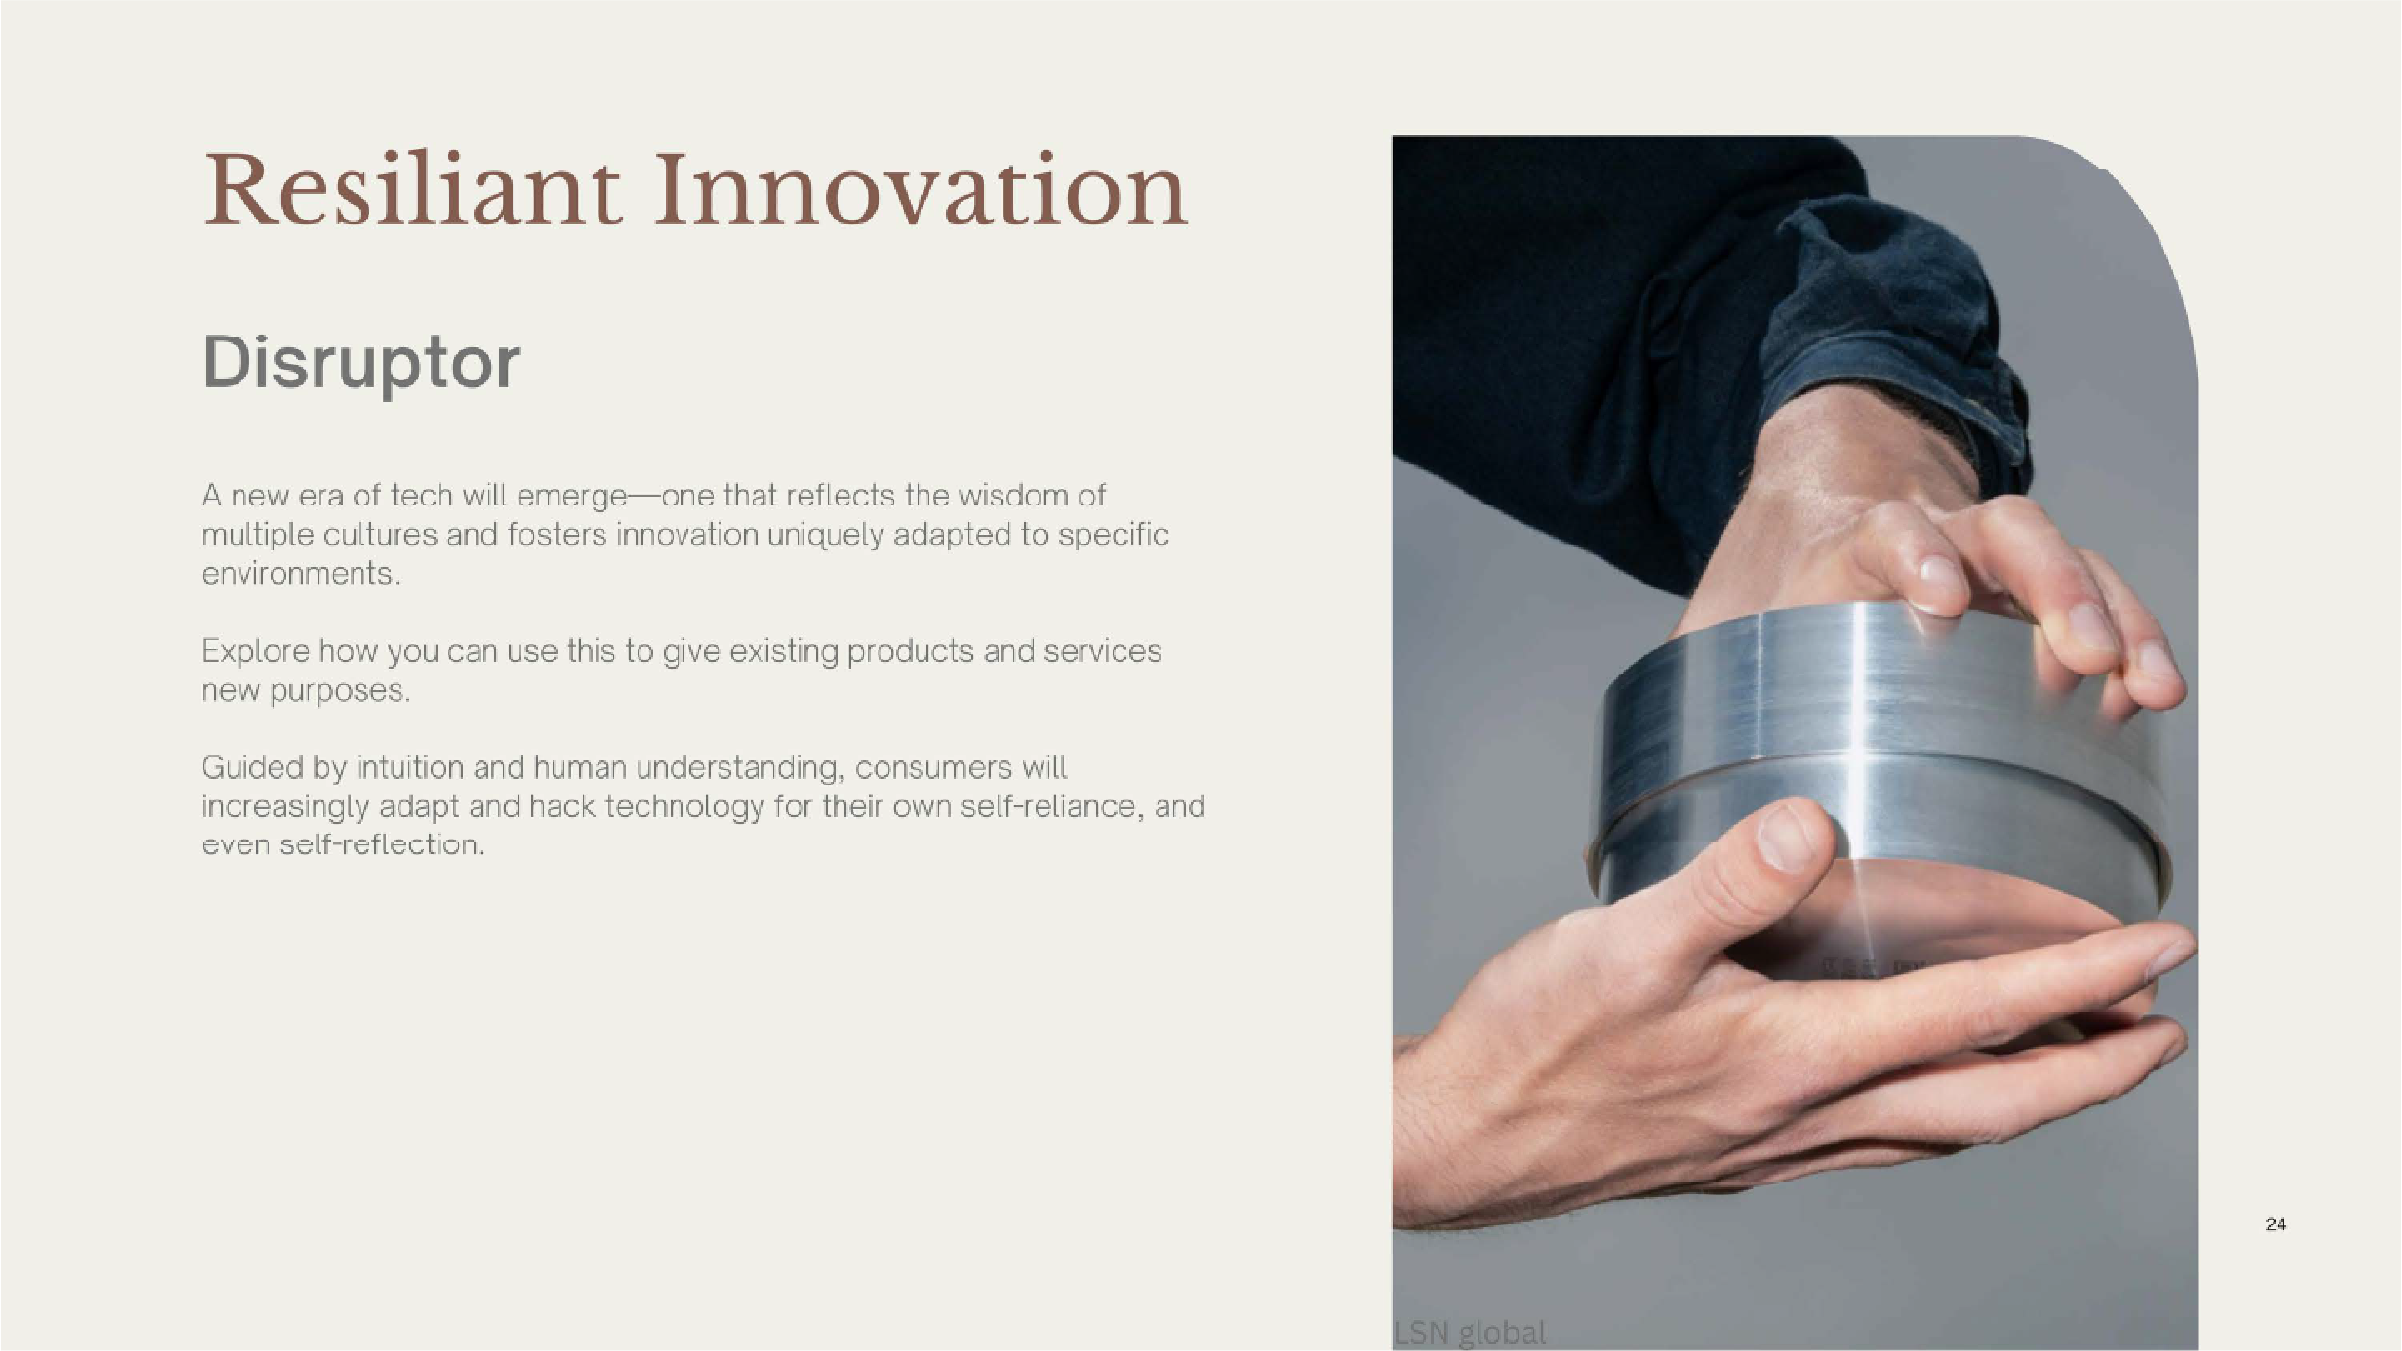 Resiliant Innovation
Disruptor
A new era of tech will emerge—one that reflects the wisdom of
multiple cultures and fosters innovation uniquely adapted to specific
environments.
Explore how you can use this to give existing products and services
new purposes.
Guided by intuition and human understanding, consumers will
increasingly adapt and hack technology for their own self-reliance, and
even self-reflection.
24
LSN global